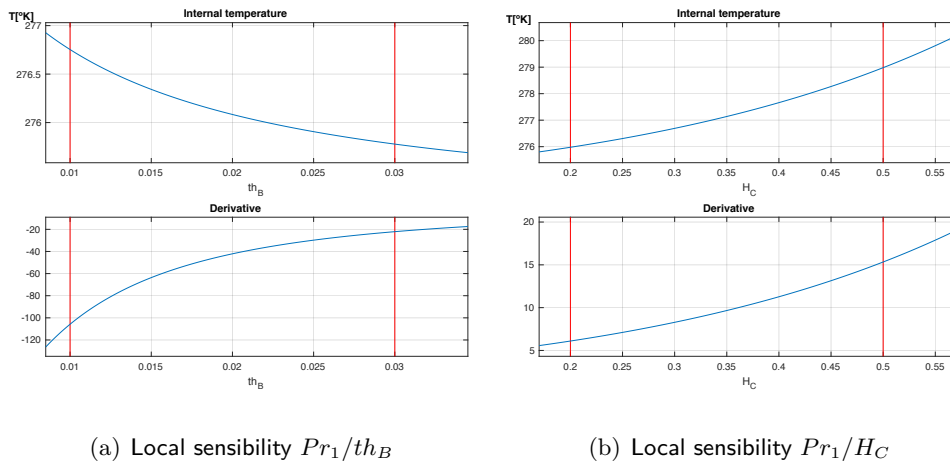 Internal temperature
T[ºK]
277
276.5
276
0.01 0.015 0.02 0.025 0.03
th_B
Derivative
-20
-40
-60
-80
-100
-120
0.01 0.015 0.02 0.025 0.03
th_B
(a) Local sensibility Pr_1/th_B
Internal temperature
T[ºK]
280
279
278
277
276
0.2 0.25 0.3 0.35 0.4 0.45 0.5 0.55
H_C
Derivative
20
15
10
5
0.2 0.25 0.3 0.35 0.4 0.45 0.5 0.55
H_C
(b) Local sensibility Pr_1/H_C